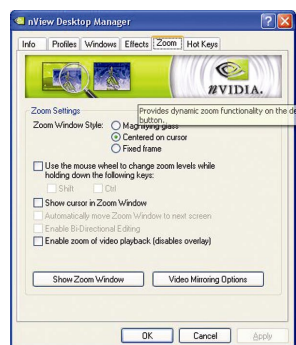 nView Desktop Manager
Info Profiles Windows Effects Zoom Hot Keys
NVIDIA.
Zoom Settings
Provides dynamic zoom functionality on the de
button.
Zoom Window Style: Magnifying glass
Centered on cursor
Fixed frame
Use the mouse wheel to change zoom levels while
holding down the following keys:
Shift Ctrl
Show cursor in Zoom Window
Automatically move Zoom Window to next screen
Enable Bi-Directional Editing
Enable zoom of video playback (disables overlay)
Show Zoom Window Video Mirroring Options
OK Cancel Apply